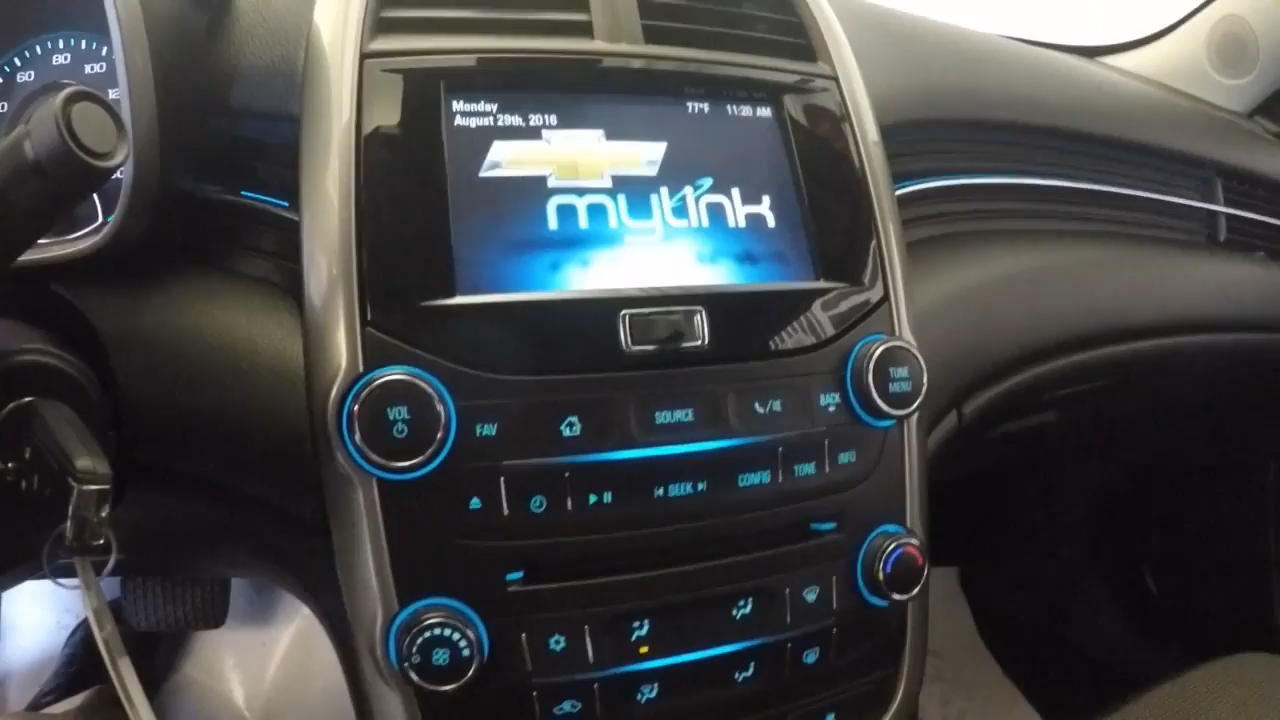 60 80 100
Monday 77°F 11:20 AM
August 29th, 2016
mylink
VOL
FAV
SOURCE
BACK
TUNE
MENU
SEEK
CONFIG
TONE
INFO